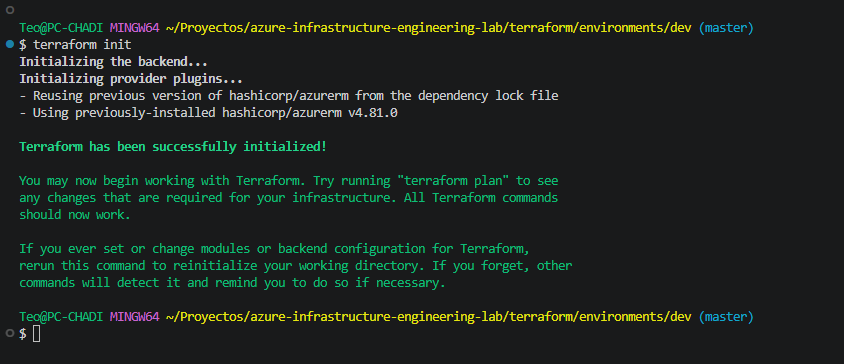 Teo@PC-CHADI MINGW64 ~/Proyectos/azure-infrastructure-engineering-lab/terraform/environments/dev (master)
$ terraform init
Initializing the backend...
Initializing provider plugins...
- Reusing previous version of hashicorp/azurerm from the dependency lock file
- Using previously-installed hashicorp/azurerm v4.81.0
Terraform has been successfully initialized!
You may now begin working with Terraform. Try running "terraform plan" to see
any changes that are required for your infrastructure. All Terraform commands
should now work.
If you ever set or change modules or backend configuration for Terraform,
rerun this command to reinitialize your working directory. If you forget, other
commands will detect it and remind you to do so if necessary.
Teo@PC-CHADI MINGW64 ~/Proyectos/azure-infrastructure-engineering-lab/terraform/environments/dev (master)
$